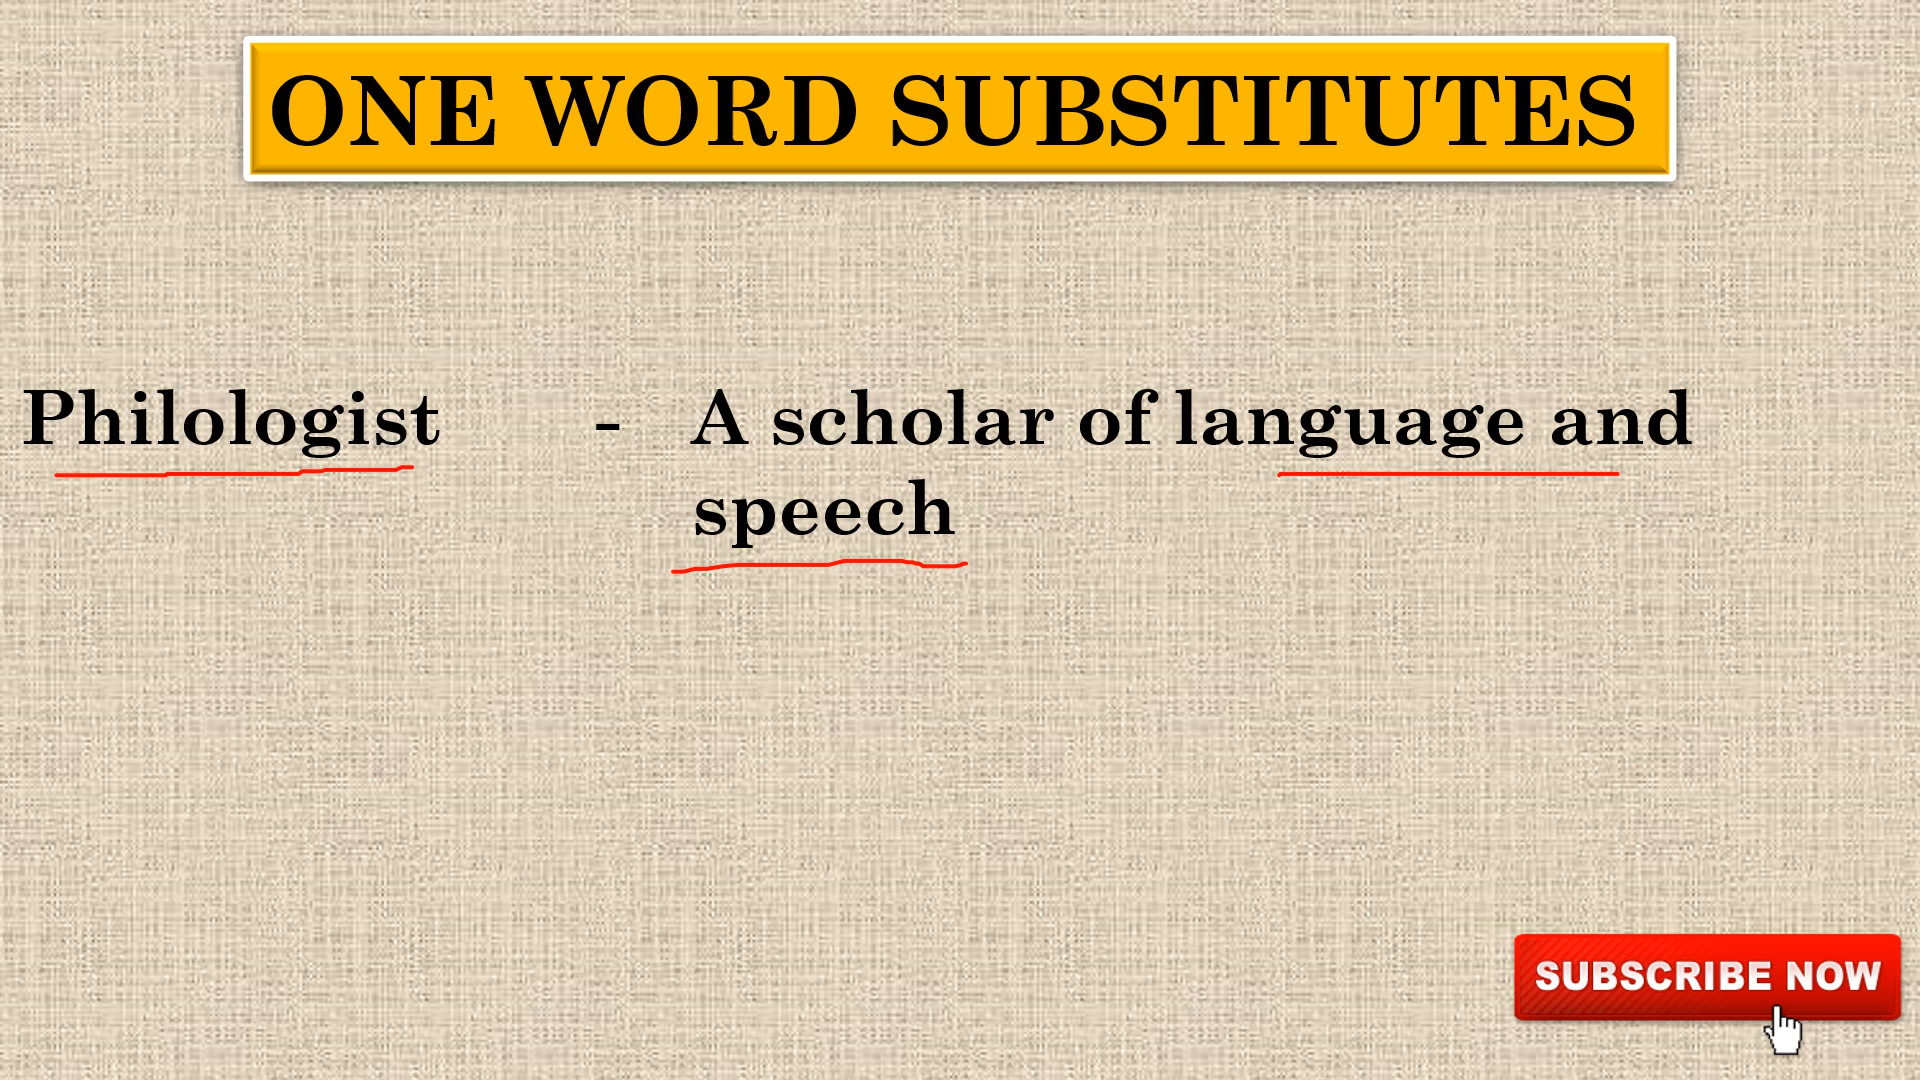 ONE WORD SUBSTITUTES
Philologist - A scholar of language and
speech
SUBSCRIBE NOW